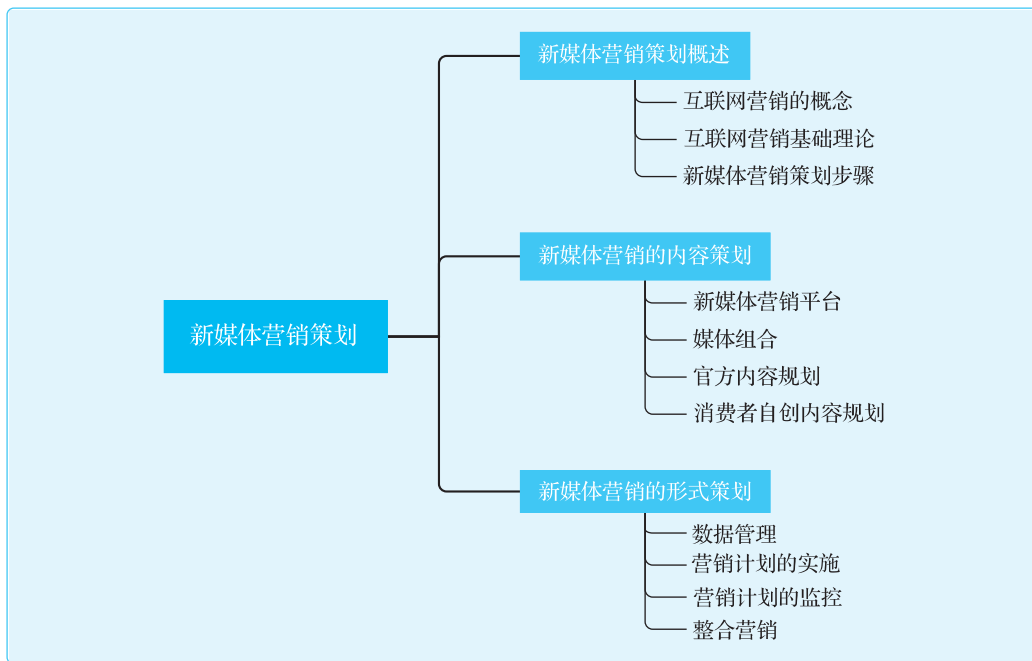 新媒体营销策划概述
互联网营销的概念
互联网营销基础理论
新媒体营销策划步骤
新媒体营销的内容策划
新媒体营销平台
媒体组合
官方内容规划
消费者自创内容规划
新媒体营销策划
新媒体营销的形式策划
数据管理
营销计划的实施
营销计划的监控
整合营销